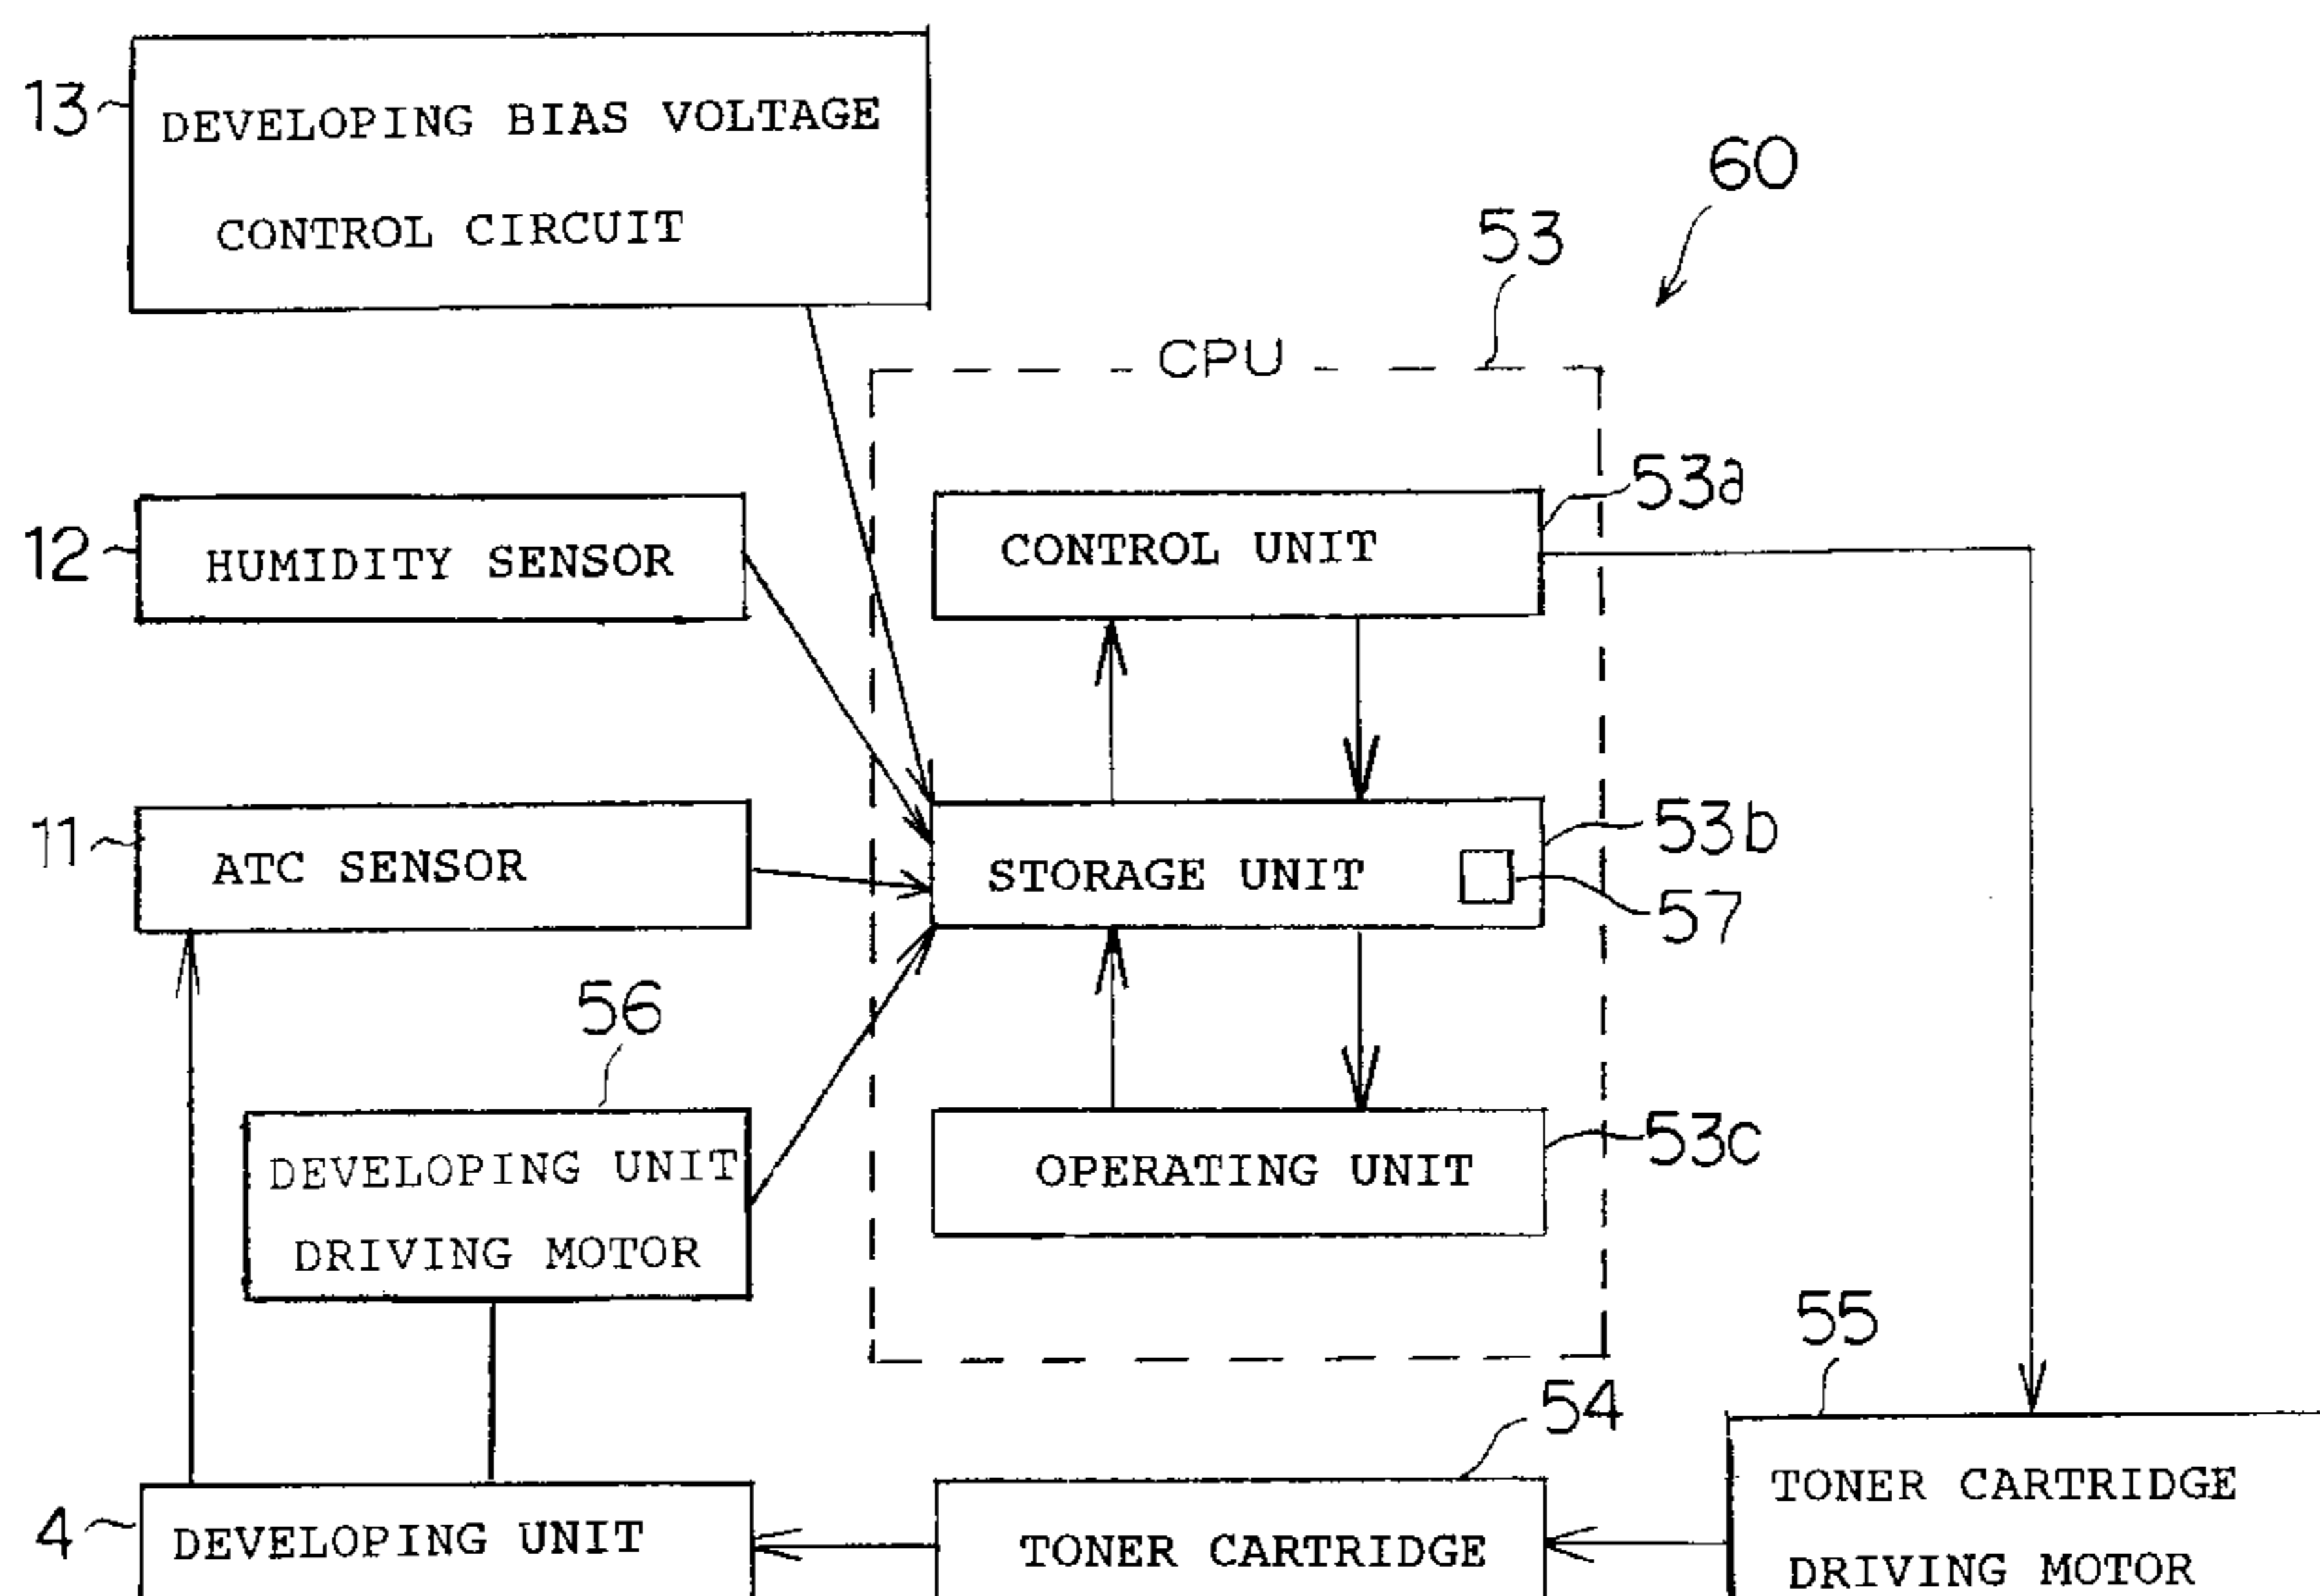 13
DEVELOPING BIAS VOLTAGE
CONTROL CIRCUIT
60
53
CPU
12
HUMIDITY SENSOR
CONTROL UNIT
53a
11
ATC SENSOR
STORAGE UNIT
53b
57
56
DEVELOPING UNIT
DRIVING MOTOR
OPERATING UNIT
53c
55
54
4
DEVELOPING UNIT
TONER CARTRIDGE
TONER CARTRIDGE
DRIVING MOTOR